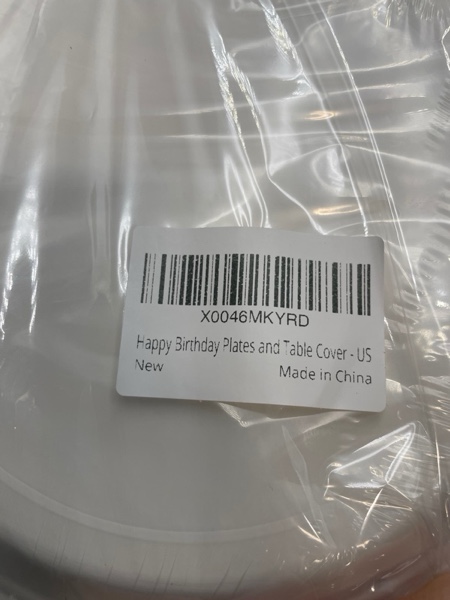 X0046MKYRD
Happy Birthday Plates and Table Cover - US
New
Made in China